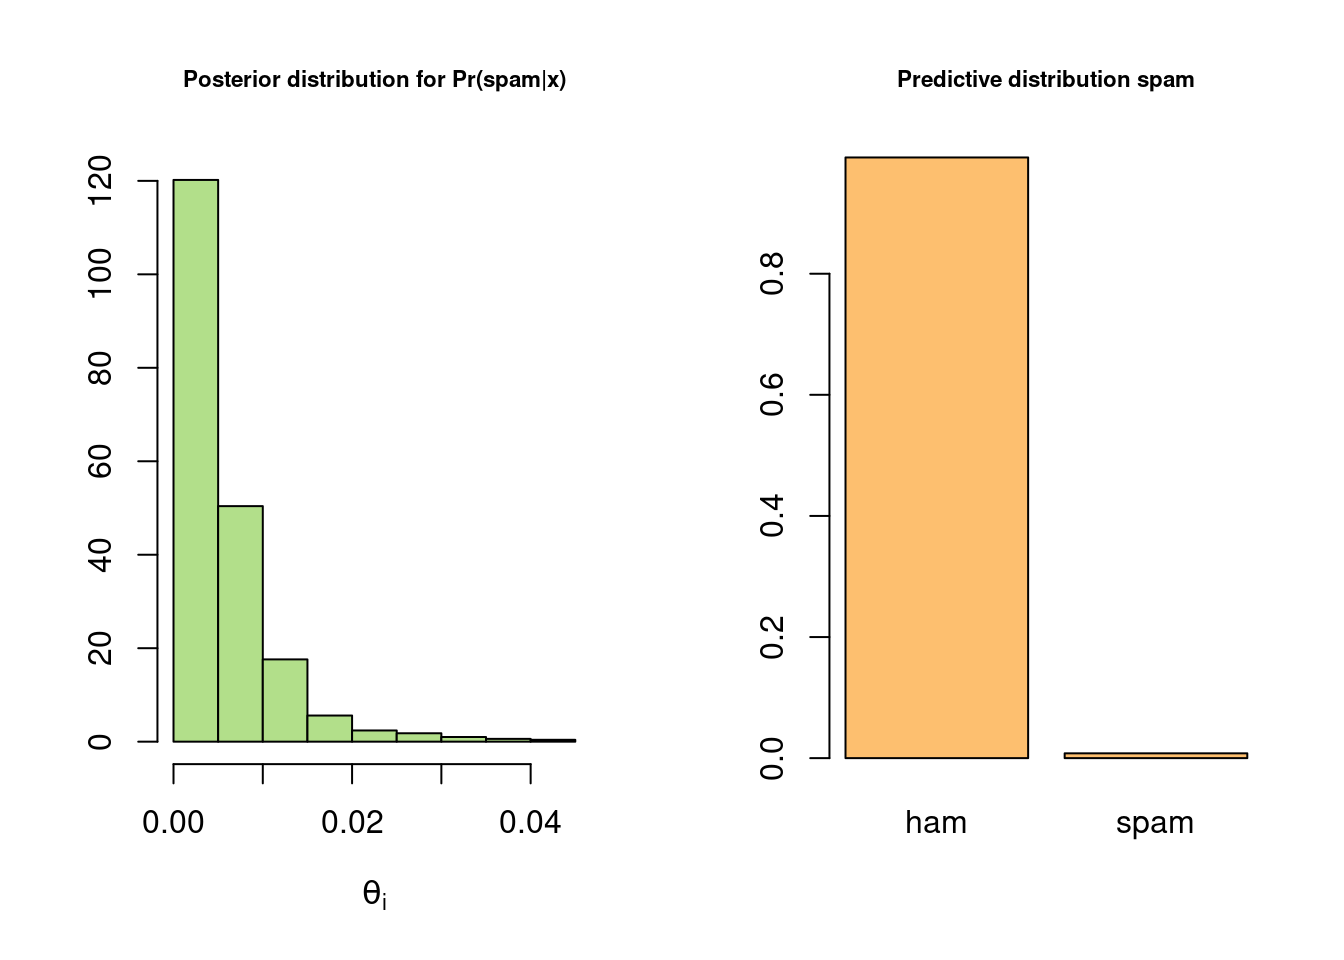 Posterior distribution for Pr(spam|x)
120
100
80
60
40
20
0
0.00 0.02 0.04
θi
Predictive distribution spam
0.8
0.6
0.4
0.2
0.0
ham spam